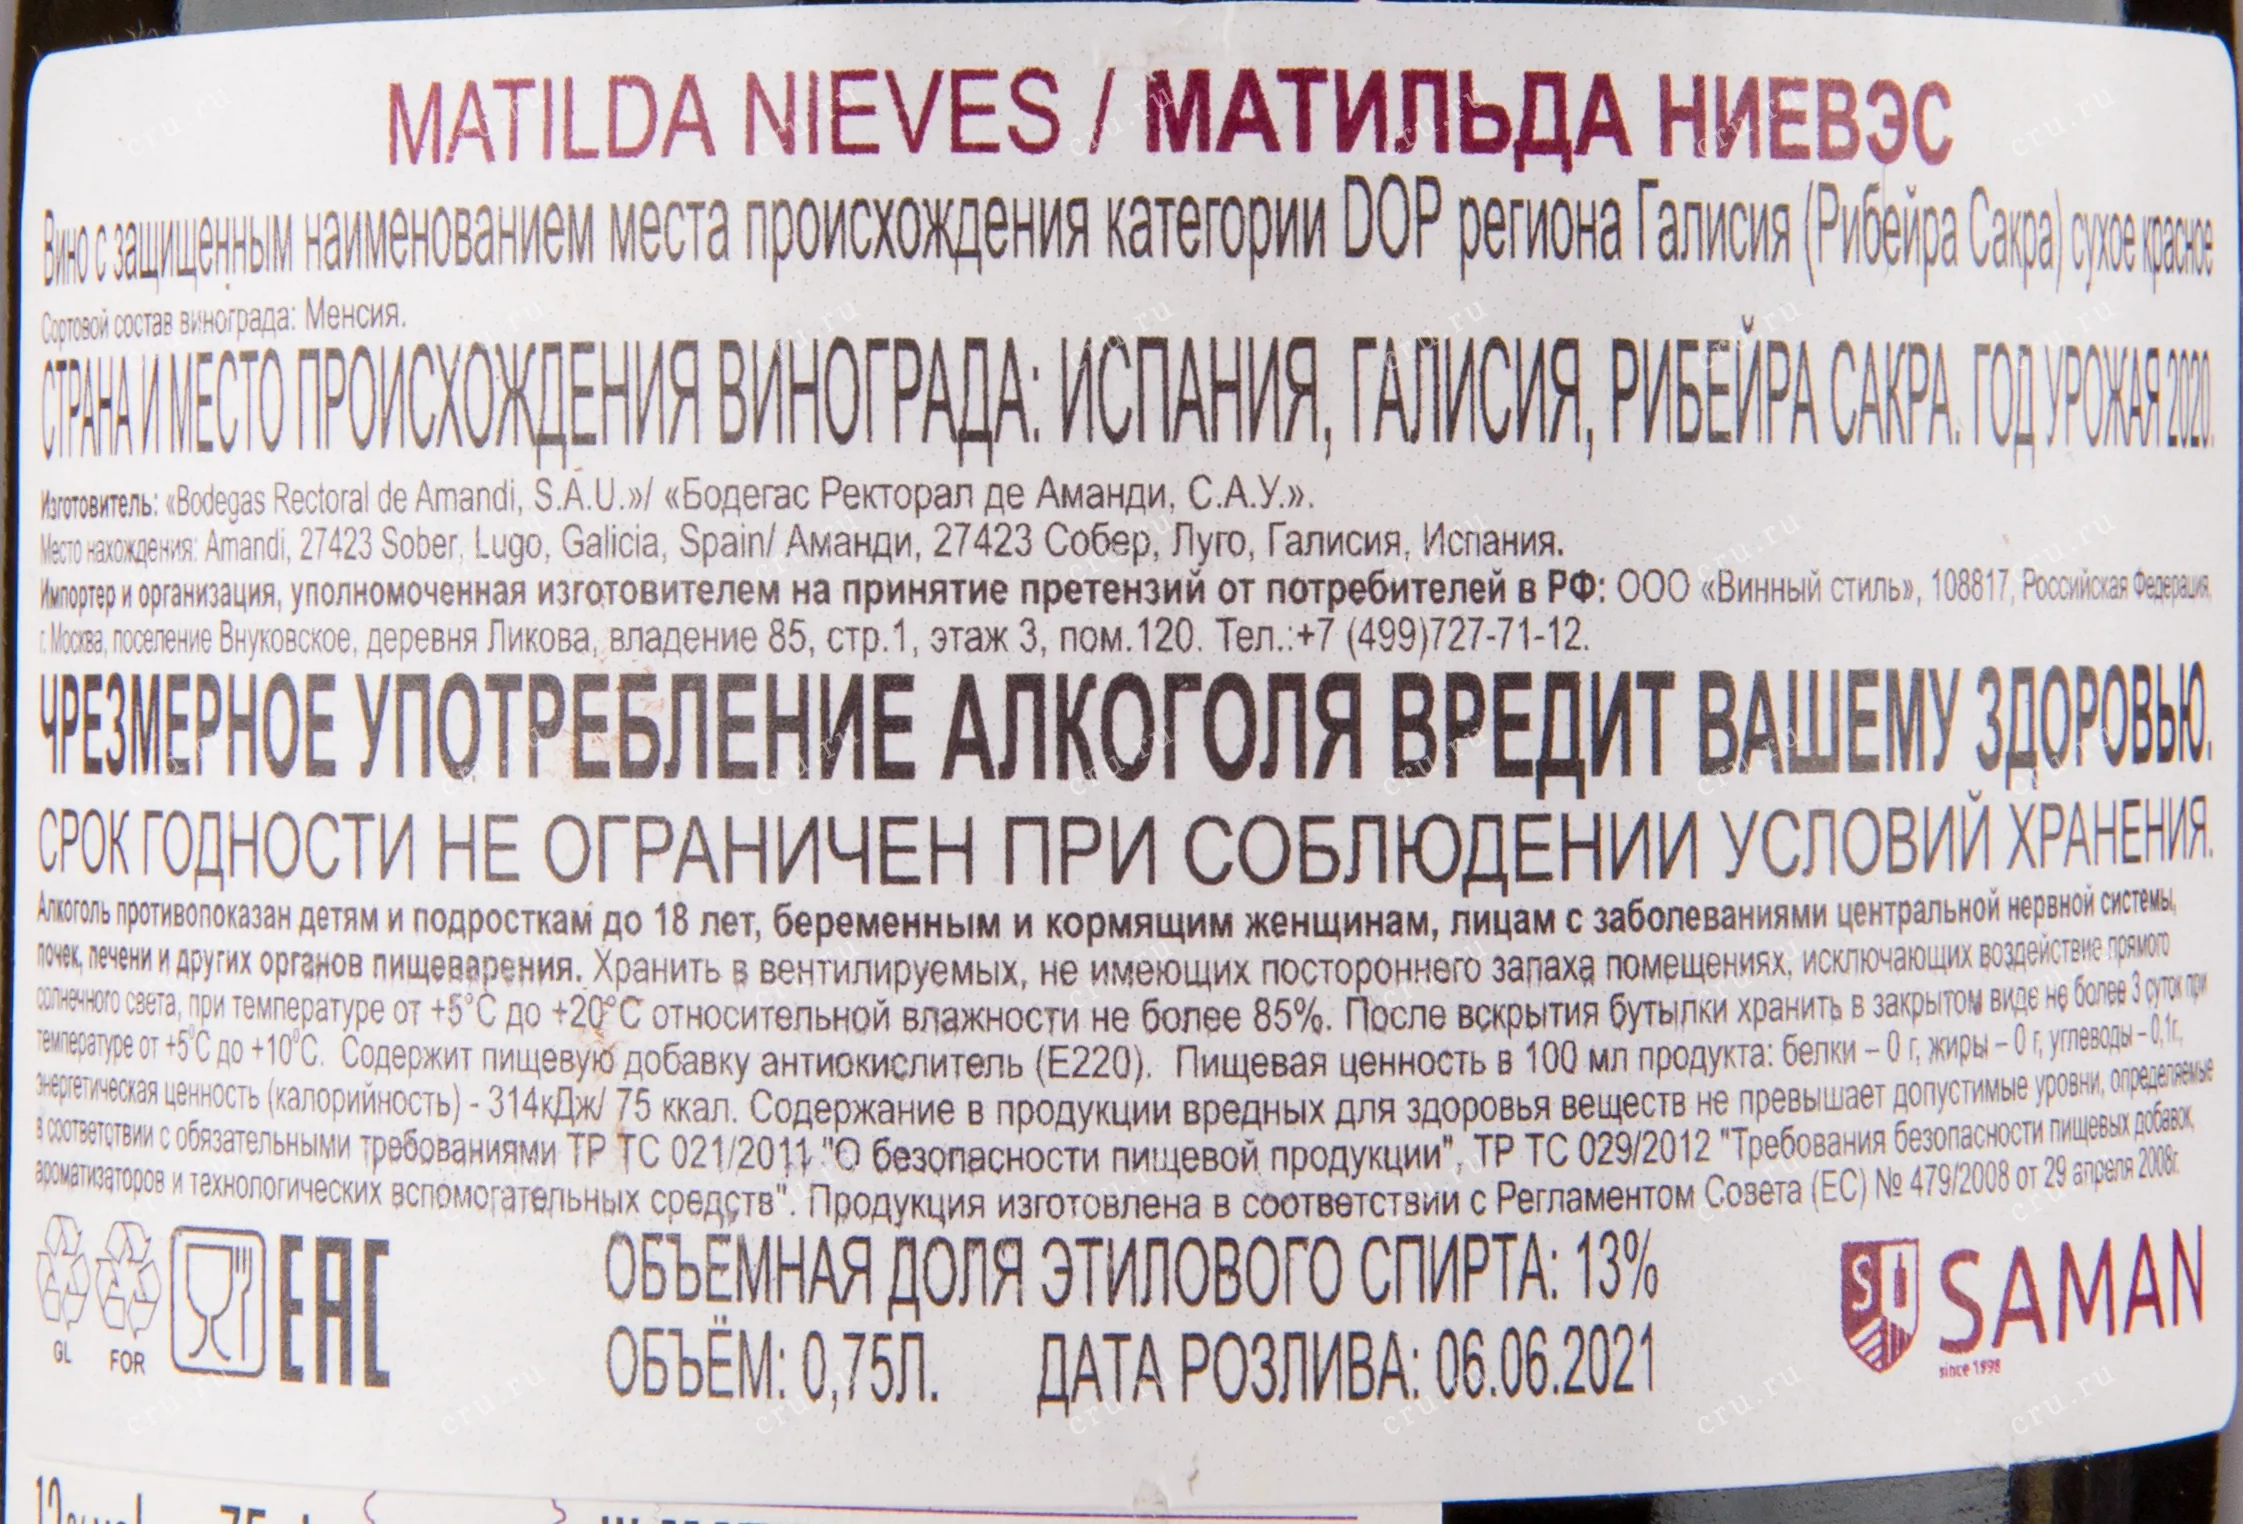 MATILDA NIEVES / МАТИЛЬДА НИЕВЭС
Вино с защищенным наименованием места происхождения категории DOP региона Галисия (Рибейра Сакра) сухое красное
Сортовой состав винограда: Менсия.
СТРАНА И МЕСТО ПРОИСХОЖДЕНИЯ ВИНОГРАДА: ИСПАНИЯ, ГАЛИСИЯ, РИБЕЙРА САКРА. ГОД УРОЖАЯ 2020.
Изготовитель: «Bodegas Rectoral de Amandi, S.A.U.»/ «Бодегас Ректорал де Аманди, С.А.У.».
Место нахождения: Amandi, 27423 Sober, Lugo, Galicia, Spain/ Аманди, 27423 Собер, Луго, Галисия, Испания.
Импортер и организация, уполномоченная изготовителем на принятие претензий от потребителей в РФ: ООО «Винный стиль», 108817, Российская Федерация,
г. Москва, поселение Внуковское, деревня Ликова, владение 85, стр.1, этаж 3, пом.120. Тел.:+7 (499)727-71-12.
ЧРЕЗМЕРНОЕ УПОТРЕБЛЕНИЕ АЛКОГОЛЯ ВРЕДИТ ВАШЕМУ ЗДОРОВЬЮ.
СРОК ГОДНОСТИ НЕ ОГРАНИЧЕН ПРИ СОБЛЮДЕНИИ УСЛОВИЙ ХРАНЕНИЯ.
Алкоголь противопоказан детям и подросткам до 18 лет, беременным и кормящим женщинам, лицам с заболеваниями центральной нервной системы,
почек, печени и других органов пищеварения. Хранить в вентилируемых, не имеющих постороннего запаха помещениях, исключающих воздействие прямого
солнечного света, при температуре от +5°С до +20°С относительной влажности не более 85%. После вскрытия бутылки хранить в закрытом виде не более 3 суток при
температуре от +5°С до +10°С. Содержит пищевую добавку антиокислитель (Е220). Пищевая ценность в 100 мл продукта: белки – 0 г, жиры – 0 г, углеводы – 0,1г.,
энергетическая ценность (калорийность) - 314кДж/ 75 ккал. Содержание в продукции вредных для здоровья веществ не превышает допустимые уровни, определяемые
в соответствии с обязательными требованиями ТР ТС 021/2011 "О безопасности пищевой продукции", ТР ТС 029/2012 "Требования безопасности пищевых добавок,
ароматизаторов и технологических вспомогательных средств". Продукция изготовлена в соответствии с Регламентом Совета (ЕС) № 479/2008 от 29 апреля 2008г.
GL FOR EAC
ОБЪЕМНАЯ ДОЛЯ ЭТИЛОВОГО СПИРТА: 13%
ОБЪЁМ: 0,75Л. ДАТА РОЗЛИВА: 06.06.2021
SI SAMAN
since 1998